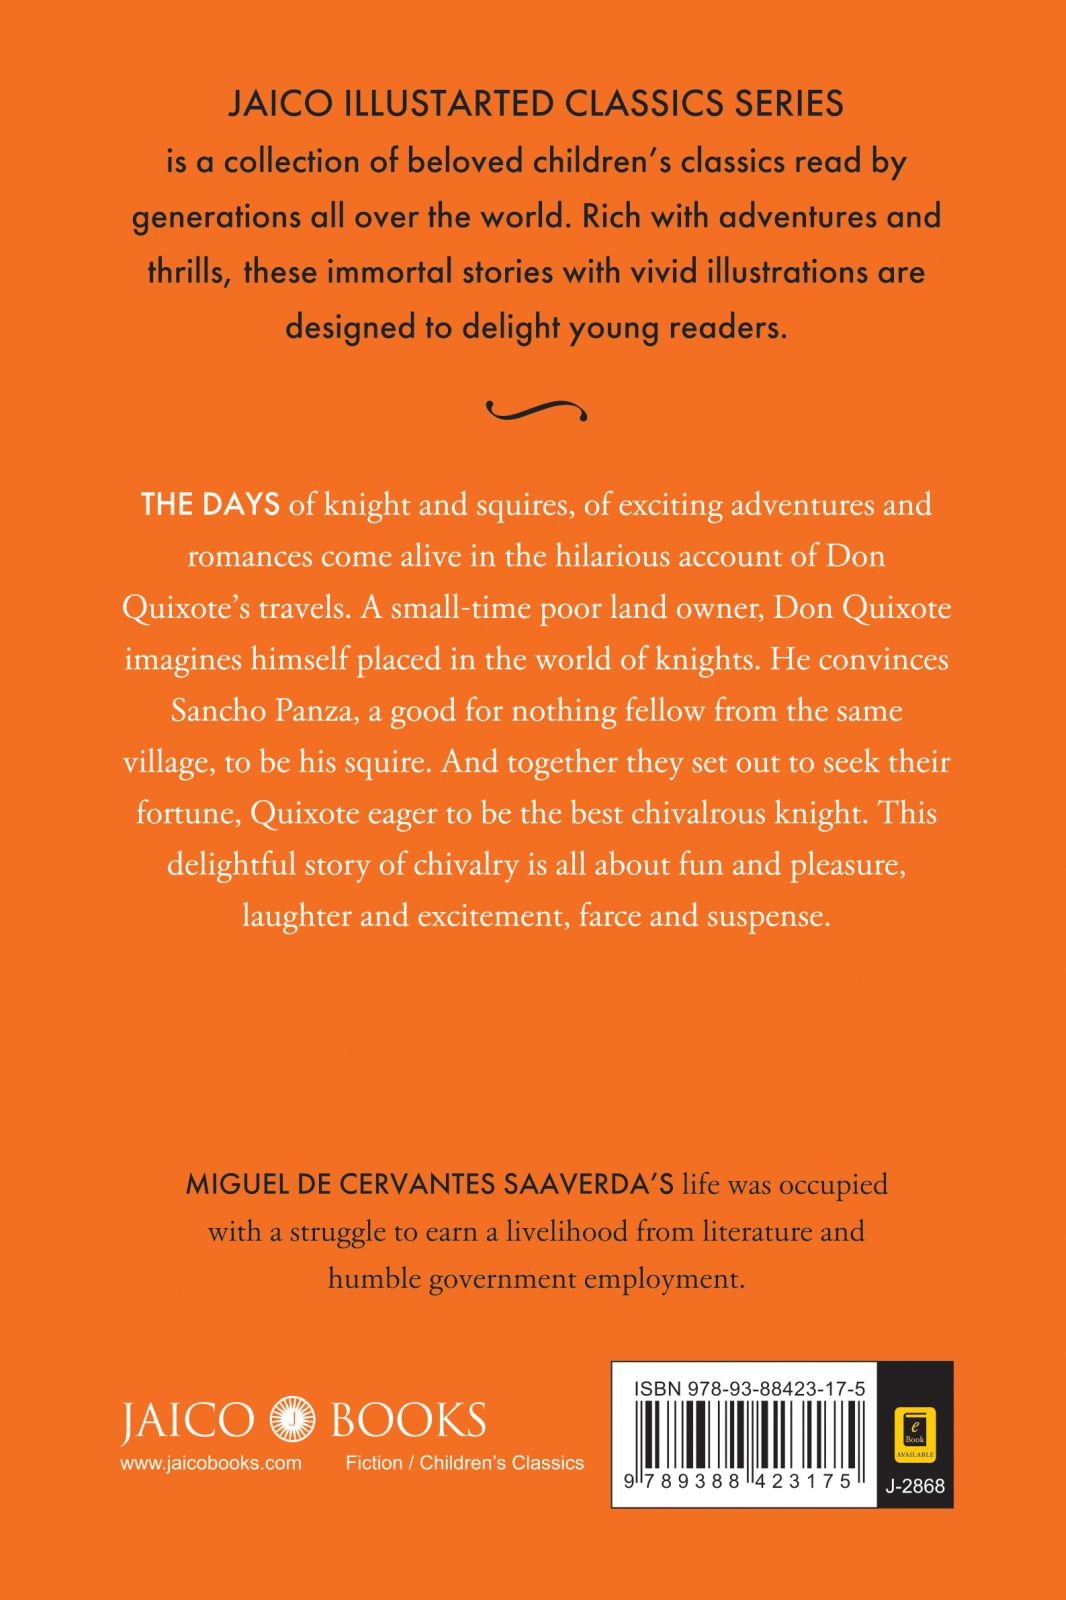 JAICO ILLUSTARTED CLASSICS SERIES
is a collection of beloved children’s classics read by
generations all over the world. Rich with adventures and
thrills, these immortal stories with vivid illustrations are
designed to delight young readers.
THE DAYS of knight and squires, of exciting adventures and
romances come alive in the hilarious account of Don
Quixote’s travels. A small-time poor land owner, Don Quixote
imagines himself placed in the world of knights. He convinces
Sancho Panza, a good for nothing fellow from the same
village, to be his squire. And together they set out to seek their
fortune, Quixote eager to be the best chivalrous knight. This
delightful story of chivalry is all about fun and pleasure,
laughter and excitement, farce and suspense.
MIGUEL DE CERVANTES SAAVERDA’S life was occupied
with a struggle to earn a livelihood from literature and
humble government employment.
JAICO J BOOKS
www.jaicobooks.com Fiction / Children’s Classics
ISBN 978-93-88423-17-5
9 789388 423175
e
Book
AVAILABLE
J-2868